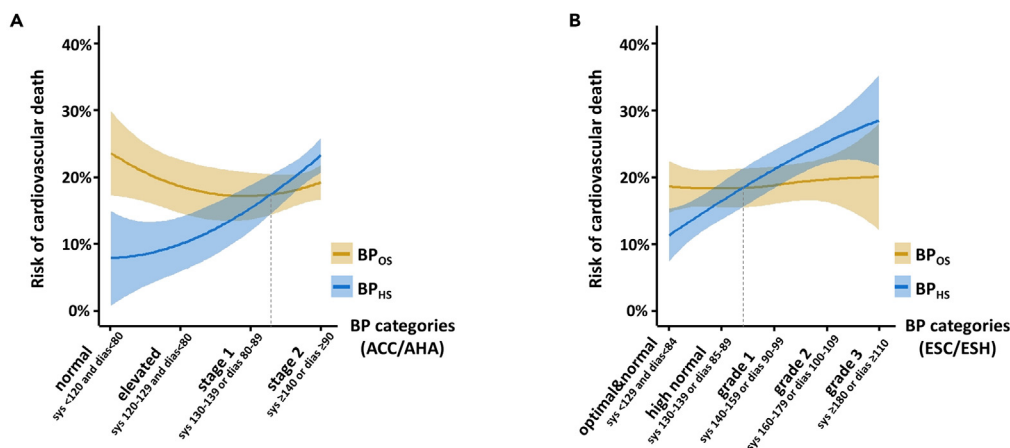 A
Risk of cardiovascular death
40%
30%
20%
10%
0%
BPOS
BPHS
BP categories
(ACC/AHA)
normal
sys <120 and dias<80
elevated
sys 120-129 and dias<80
stage 1
sys 130-139 or dias 80-89
stage 2
sys ≥140 or dias ≥90
B
Risk of cardiovascular death
40%
30%
20%
10%
0%
BPOS
BPHS
BP categories
(ESC/ESH)
optimal&normal
sys <129 and dias<84
high normal
sys 130-139 or dias 85-89
grade 1
sys 140-159 or dias 90-99
grade 2
sys 160-179 or dias 100-109
grade 3
sys ≥180 or dias ≥110